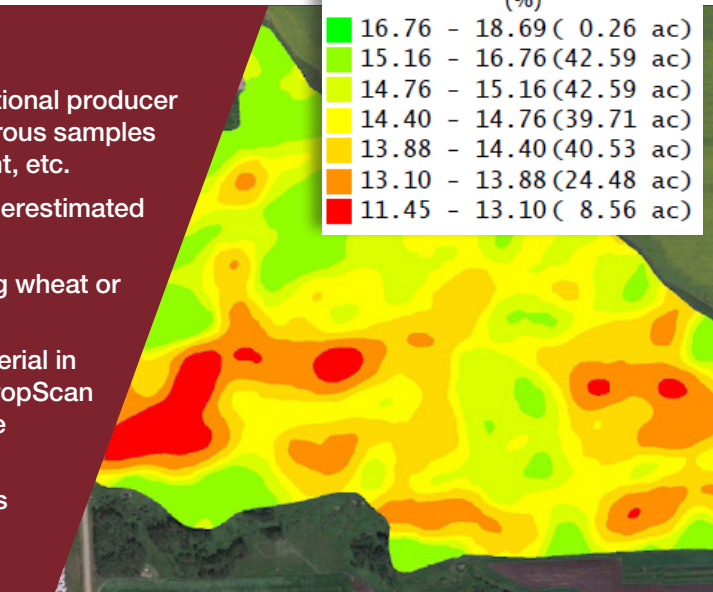 tional producer
rous samples
t, etc.
erestimated
g wheat or
erial in
ropScan
e
s
(%)
16.76 - 18.69( 0.26 ac)
15.16 - 16.76(42.59 ac)
14.76 - 15.16(42.59 ac)
14.40 - 14.76(39.71 ac)
13.88 - 14.40(40.53 ac)
13.10 - 13.88(24.48 ac)
11.45 - 13.10( 8.56 ac)